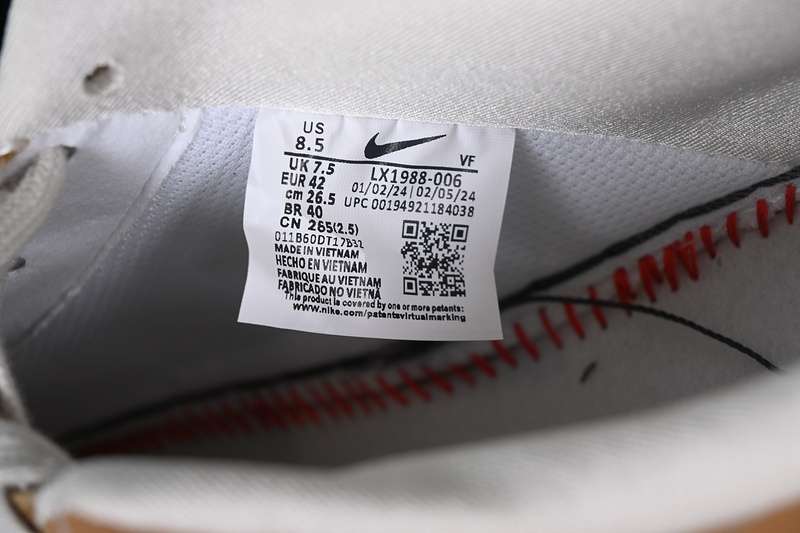 US
8.5
VF
UK 7.5
LX1988-006
EUR 42
01/02/24 | 02/05/24
cm 26.5
UPC 00194921184038
BR 40
CN 265(2.5)
011B60DT17B32
MADE IN VIETNAM
HECHO EN VIETNAM
FABRIQUE AU VIETNAM
FABRICADO NO VIETNA
This product is covered by one or more patents:
www.nike.com/patentsvirtualmarking